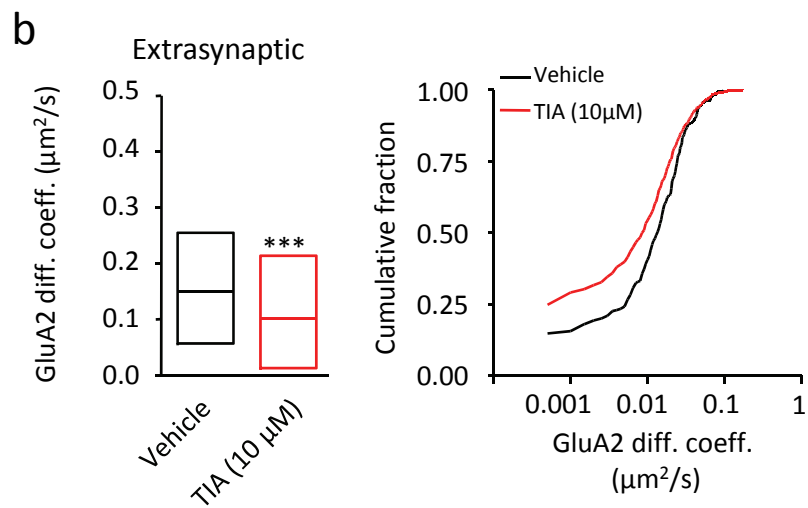 b
Extrasynaptic
GluA2 diff. coeff. (μm²/s)
0.5
0.4
0.3
0.2
0.1
0.0
***
Vehicle
TIA (10 μM)
Vehicle
TIA (10μM)
Cumulative fraction
1.00
0.75
0.50
0.25
0.00
0.001 0.01 0.1 1
GluA2 diff. coeff.
(μm²/s)